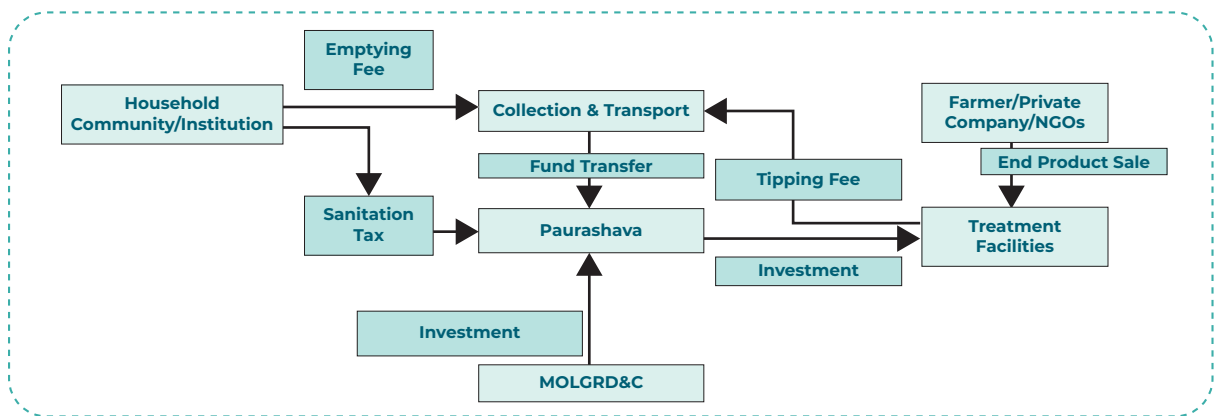 Emptying
Fee
Household
Community/Institution
Collection & Transport
Farmer/Private
Company/NGOs
Fund Transfer
End Product Sale
Tipping Fee
Sanitation
Tax
Paurashava
Treatment
Facilities
Investment
Investment
MOLGRD&C